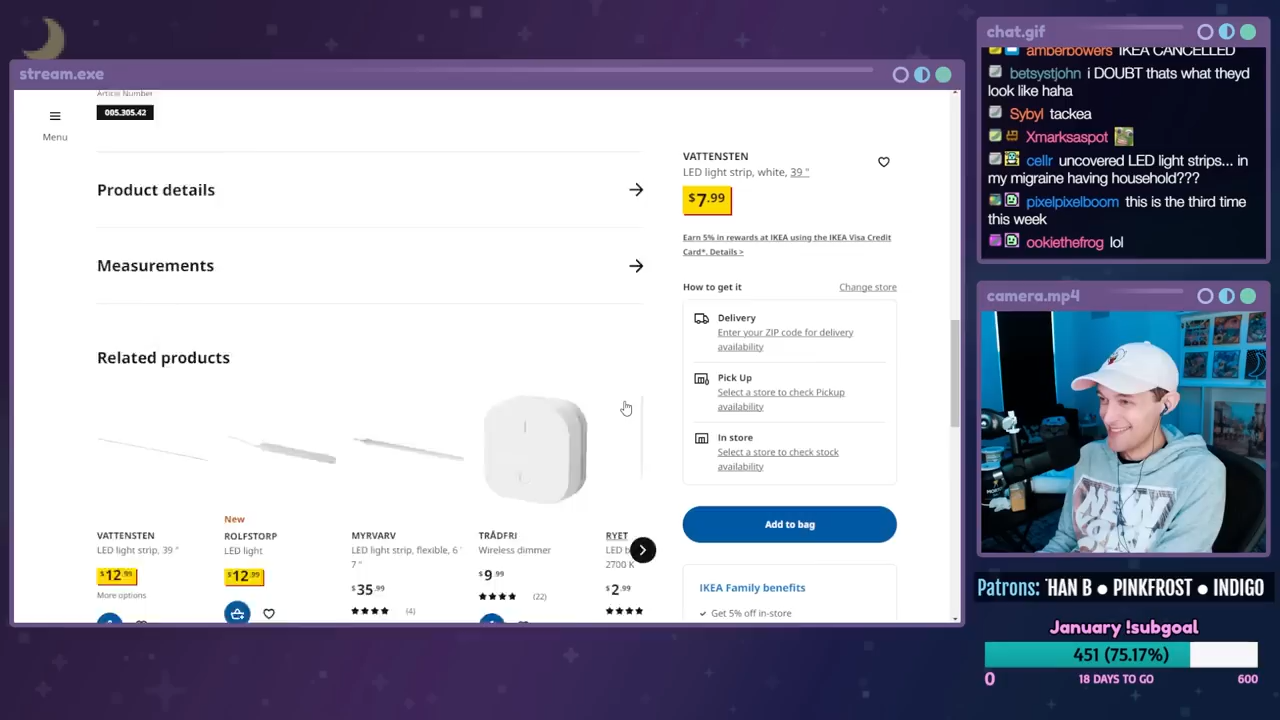 stream.exe
Article Number
005.305.42
Menu
Product details
Measurements
Related products
VATTENSTEN
LED light strip, 39 "
$12.99
More options
New
ROLFSTORP
LED light
$12.99
MYRVARV
LED light strip, flexible, 6 '
7 "
$35.99
(4)
TRÅDFRI
Wireless dimmer
$9.99
(22)
RYET
LED b
2700 K
$2.99
VATTENSTEN
LED light strip, white, 39 "
$7.99
Earn 5% in rewards at IKEA using the IKEA Visa Credit
Card*. Details >
How to get it
Change store
Delivery
Enter your ZIP code for delivery
availability
Pick Up
Select a store to check Pickup
availability
In store
Select a store to check stock
availability
Add to bag
IKEA Family benefits
Get 5% off in-store
chat.gif
amberbowers IKEA CANCELLED
betsystjohn i DOUBT thats what theyd
look like haha
Sybyl tackea
Xmarksaspot
cellr uncovered LED light strips... in
my migraine having household???
pixelpixelboom this is the third time
this week
ookiethefrog lol
camera.mp4
Patrons: HAN B ● PINKFROST ● INDIGO
January !subgoal
451 (75.17%)
0
18 DAYS TO GO
600